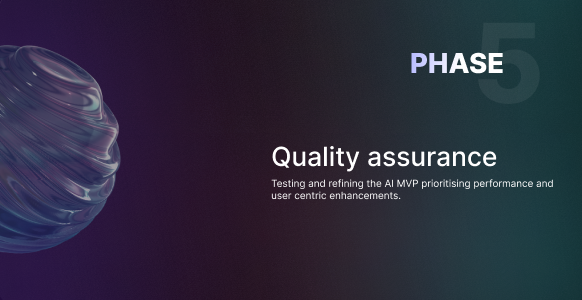 5
PHASE
Quality assurance
Testing and refining the AI MVP prioritising performance and
user centric enhancements.